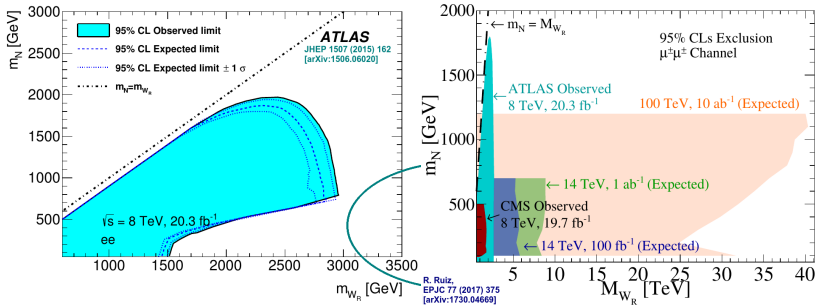 m_N [GeV]
3000
2500
2000
1500
1000
500
95% CL Observed limit
95% CL Expected limit
95% CL Expected limit ± 1 σ
m_N=m_{W_R}
ATLAS
JHEP 1507 (2015) 162
[arXiv:1506.06020]
√s = 8 TeV, 20.3 fb⁻¹
ee
1000 1500 2000 2500 3000 3500
m_{W_R} [GeV]
m_N [GeV]
2000
1500
1000
500
m_N = M_{W_R}
95% CLs Exclusion
μ±μ± Channel
ATLAS Observed
8 TeV, 20.3 fb⁻¹
100 TeV, 10 ab⁻¹ (Expected)
14 TeV, 1 ab⁻¹ (Expected)
CMS Observed
8 TeV, 19.7 fb⁻¹
14 TeV, 100 fb⁻¹ (Expected)
5 10 15 20 25 30 35 40
M_{W_R} [TeV]
R. Ruiz,
EPJC 77 (2017) 375
[arXiv:1730.04669]